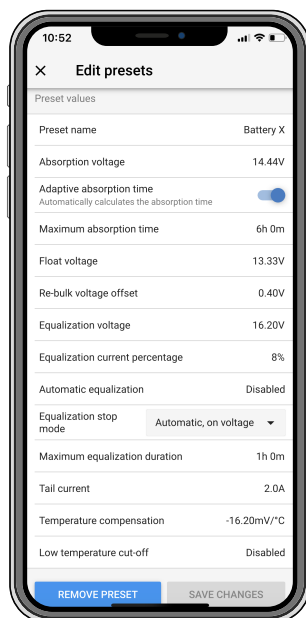 10:52
Edit presets
Preset values
Preset name Battery X
Absorption voltage 14.44V
Adaptive absorption time
Automatically calculates the absorption time
Maximum absorption time 6h 0m
Float voltage 13.33V
Re-bulk voltage offset 0.40V
Equalization voltage 16.20V
Equalization current percentage 8%
Automatic equalization Disabled
Equalization stop
mode Automatic, on voltage
Maximum equalization duration 1h 0m
Tail current 2.0A
Temperature compensation -16.20mV/°C
Low temperature cut-off Disabled
REMOVE PRESET SAVE CHANGES